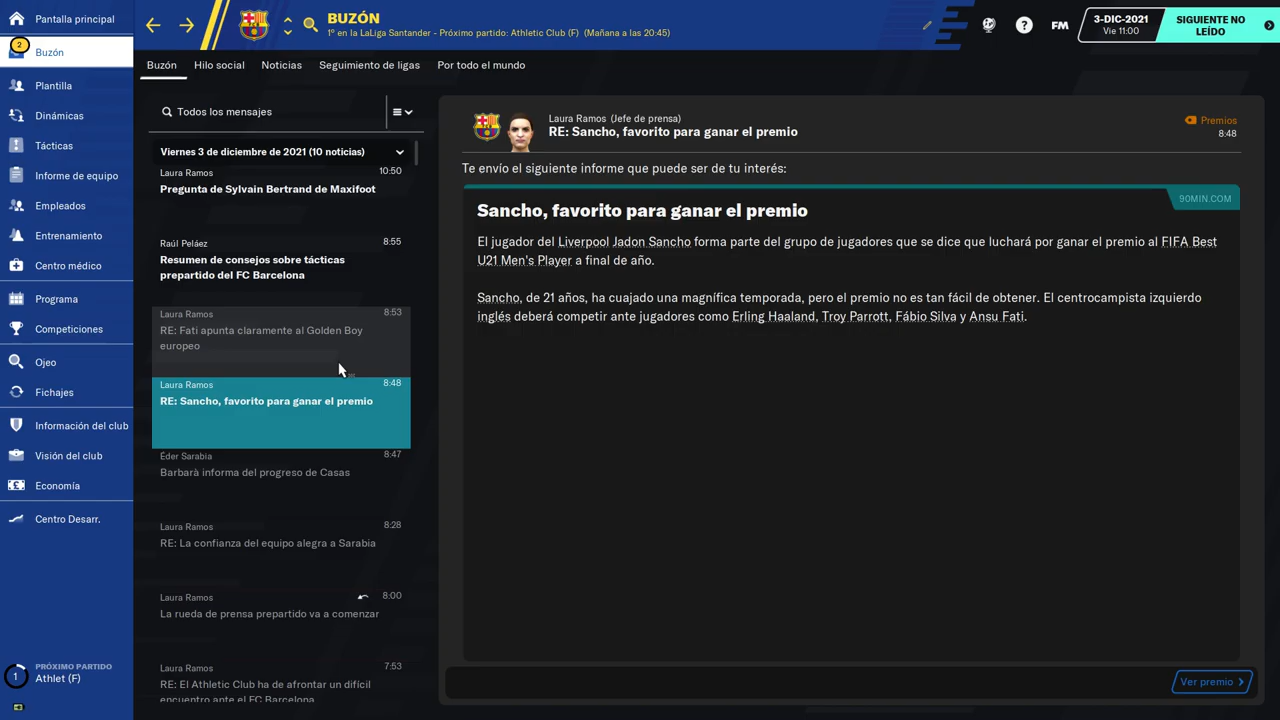 Pantalla principal
2
Buzón
Plantilla
Dinámicas
Tácticas
Informe de equipo
Empleados
Entrenamiento
Centro médico
Programa
Competiciones
Ojeo
Fichajes
Información del club
Visión del club
Economía
Centro Desarr.
1
PRÓXIMO PARTIDO
Athlet (F)
BUZÓN
1º en la LaLiga Santander - Próximo partido: Athletic Club (F) (Mañana a las 20:45)
FM
3-DIC-2021
Vie 11:00
SIGUIENTE NO LEÍDO
Buzón
Hilo social
Noticias
Seguimiento de ligas
Por todo el mundo
Todos los mensajes
Viernes 3 de diciembre de 2021 (10 noticias)
Laura Ramos 10:50
Pregunta de Sylvain Bertrand de Maxifoot
Raúl Peláez 8:55
Resumen de consejos sobre tácticas
prepartido del FC Barcelona
Laura Ramos 8:53
RE: Fati apunta claramente al Golden Boy
europeo
Laura Ramos 8:48
RE: Sancho, favorito para ganar el premio
Éder Sarabia 8:47
Barbarà informa del progreso de Casas
Laura Ramos 8:28
RE: La confianza del equipo alegra a Sarabia
Laura Ramos 8:00
La rueda de prensa prepartido va a comenzar
Laura Ramos 7:53
RE: El Athletic Club ha de afrontar un difícil
encuentro ante el FC Barcelona
Laura Ramos (Jefe de prensa)
RE: Sancho, favorito para ganar el premio
Premios
8:48
Te envío el siguiente informe que puede ser de tu interés:
90MIN.COM
Sancho, favorito para ganar el premio
El jugador del Liverpool Jadon Sancho forma parte del grupo de jugadores que se dice que luchará por ganar el premio al FIFA Best
U21 Men's Player a final de año.
Sancho, de 21 años, ha cuajado una magnífica temporada, pero el premio no es tan fácil de obtener. El centrocampista izquierdo
inglés deberá competir ante jugadores como Erling Haaland, Troy Parrott, Fábio Silva y Ansu Fati.
Ver premio